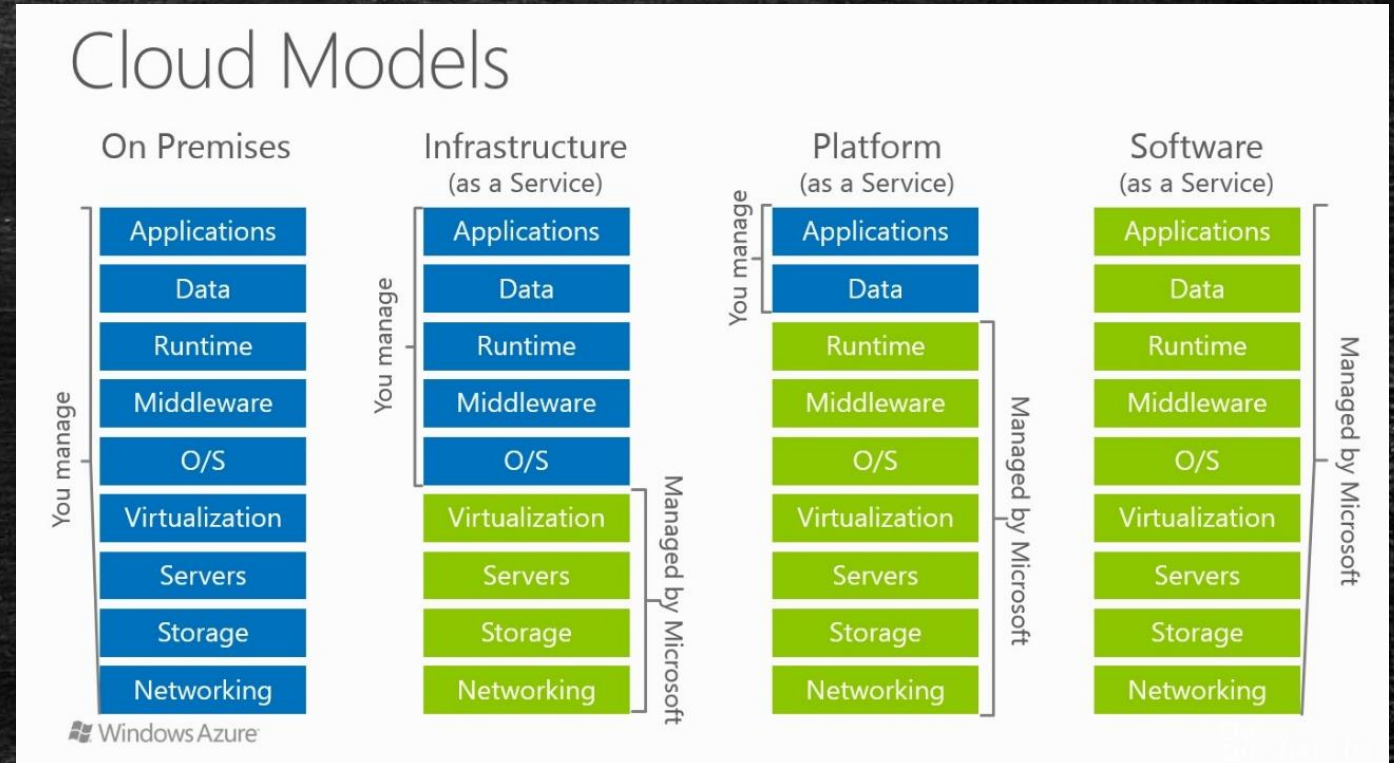 Cloud Models
On Premises
You manage
Applications
Data
Runtime
Middleware
O/S
Virtualization
Servers
Storage
Networking
Infrastructure
(as a Service)
You manage
Applications
Data
Runtime
Middleware
O/S
Virtualization
Servers
Storage
Networking
Managed by Microsoft
Platform
(as a Service)
You manage
Applications
Data
Runtime
Middleware
O/S
Virtualization
Servers
Storage
Networking
Managed by Microsoft
Software
(as a Service)
Applications
Data
Runtime
Middleware
O/S
Virtualization
Servers
Storage
Networking
Managed by Microsoft
Windows Azure